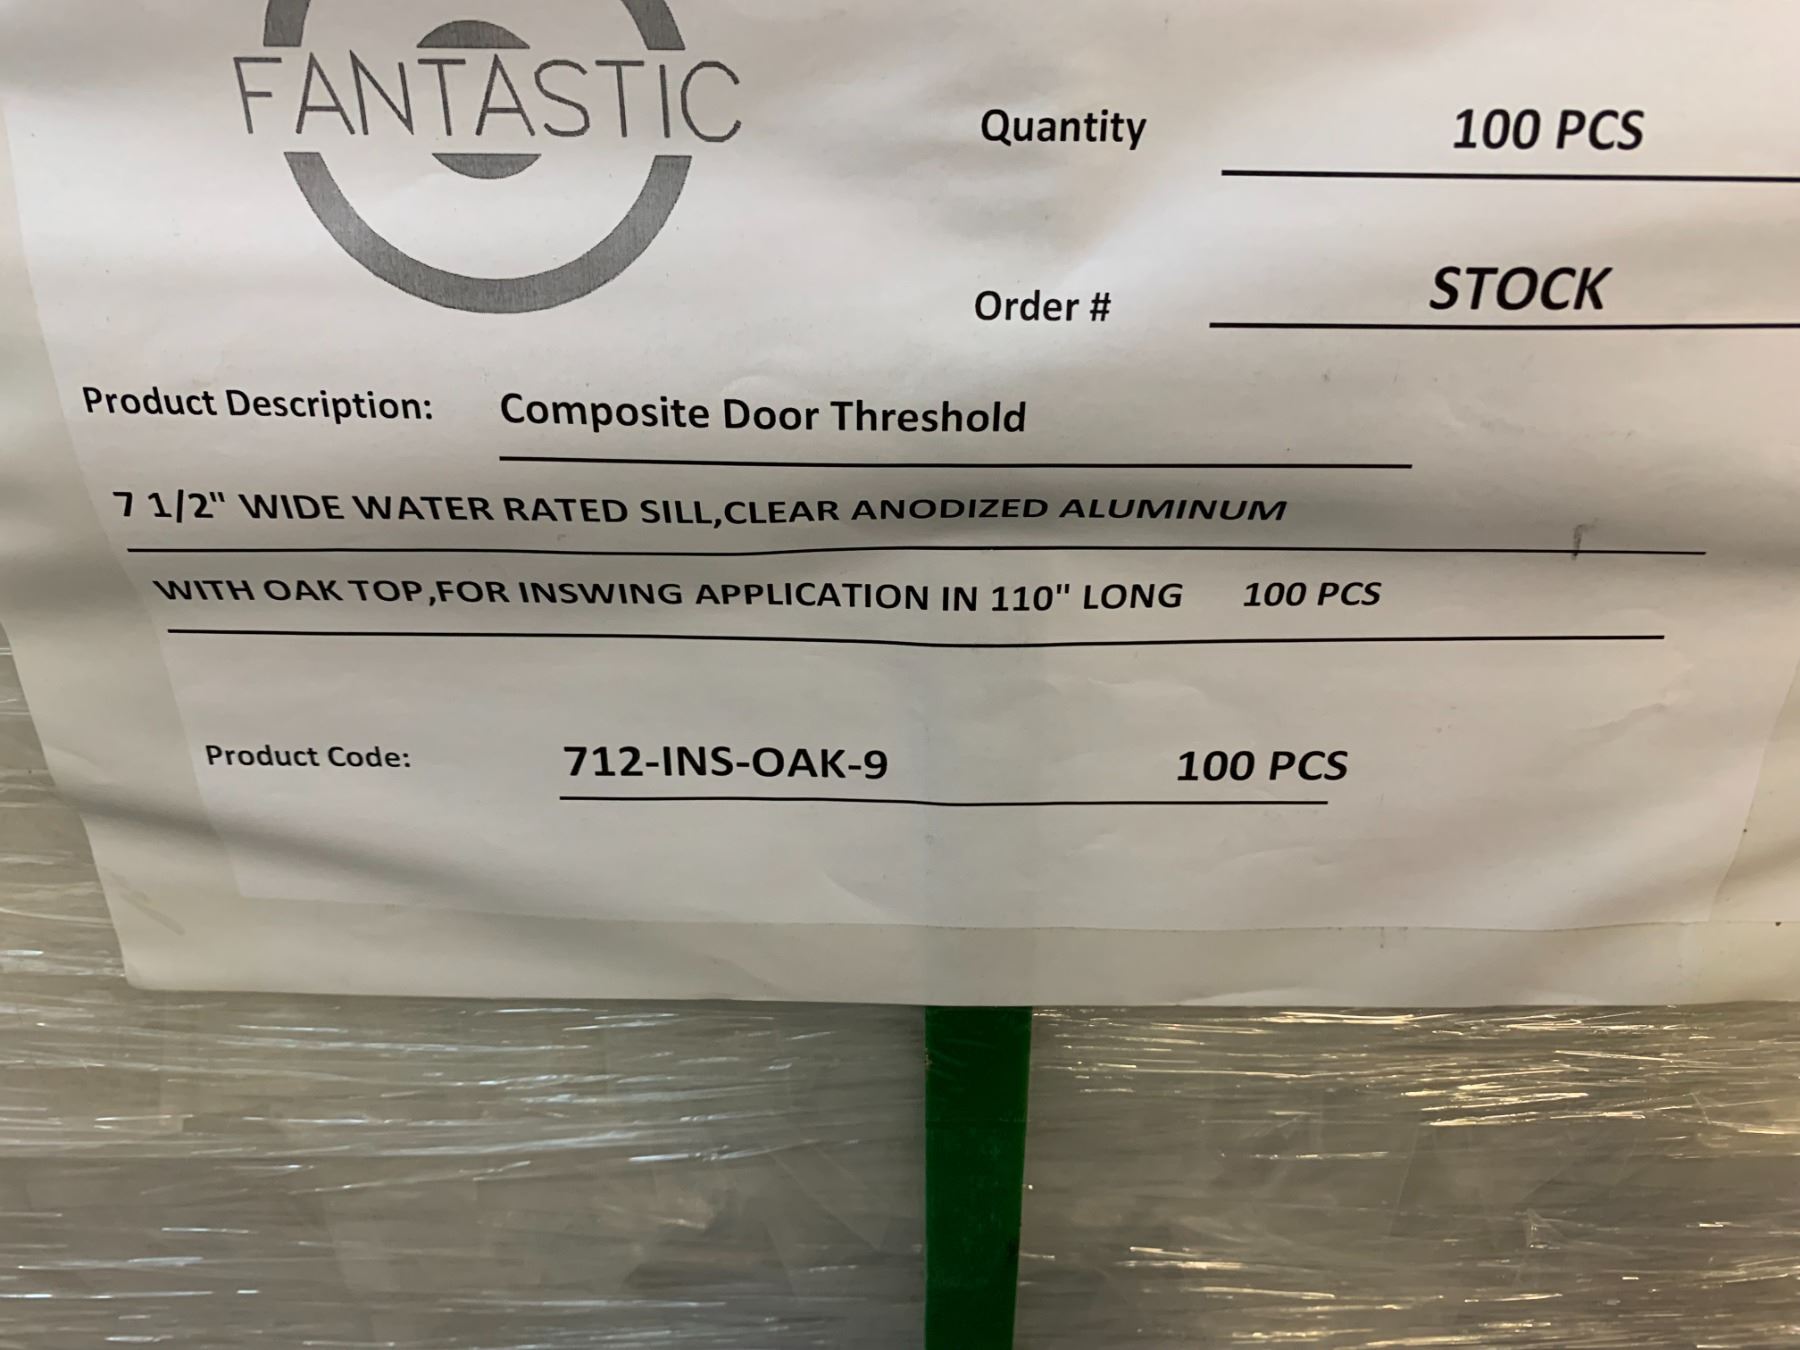 FANTASTIC
Quantity 100 PCS
Order # STOCK
Product Description: Composite Door Threshold
7 1/2" WIDE WATER RATED SILL,CLEAR ANODIZED ALUMINUM
WITH OAK TOP,FOR INSWING APPLICATION IN 110" LONG 100 PCS
Product Code: 712-INS-OAK-9 100 PCS